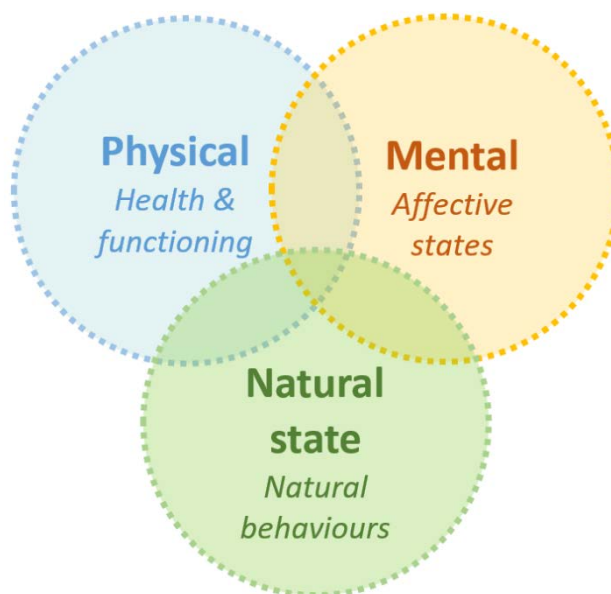 Physical
Health &
functioning
Mental
Affective
states
Natural
state
Natural
behaviours